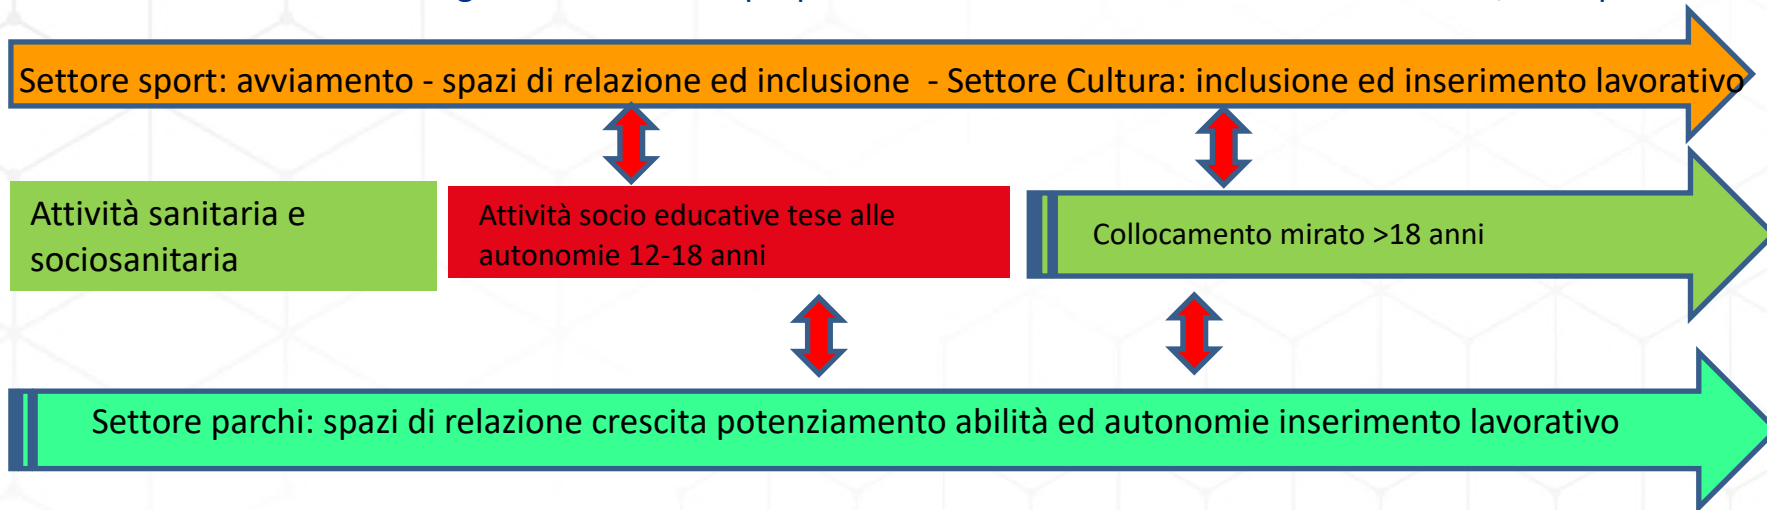 Settore sport: avviamento - spazi di relazione ed inclusione - Settore Cultura: inclusione ed inserimento lavorativo
Attività sanitaria e
sociosanitaria
Attività socio educative tese alle
autonomie 12-18 anni
Collocamento mirato >18 anni
Settore parchi: spazi di relazione crescita potenziamento abilità ed autonomie inserimento lavorativo